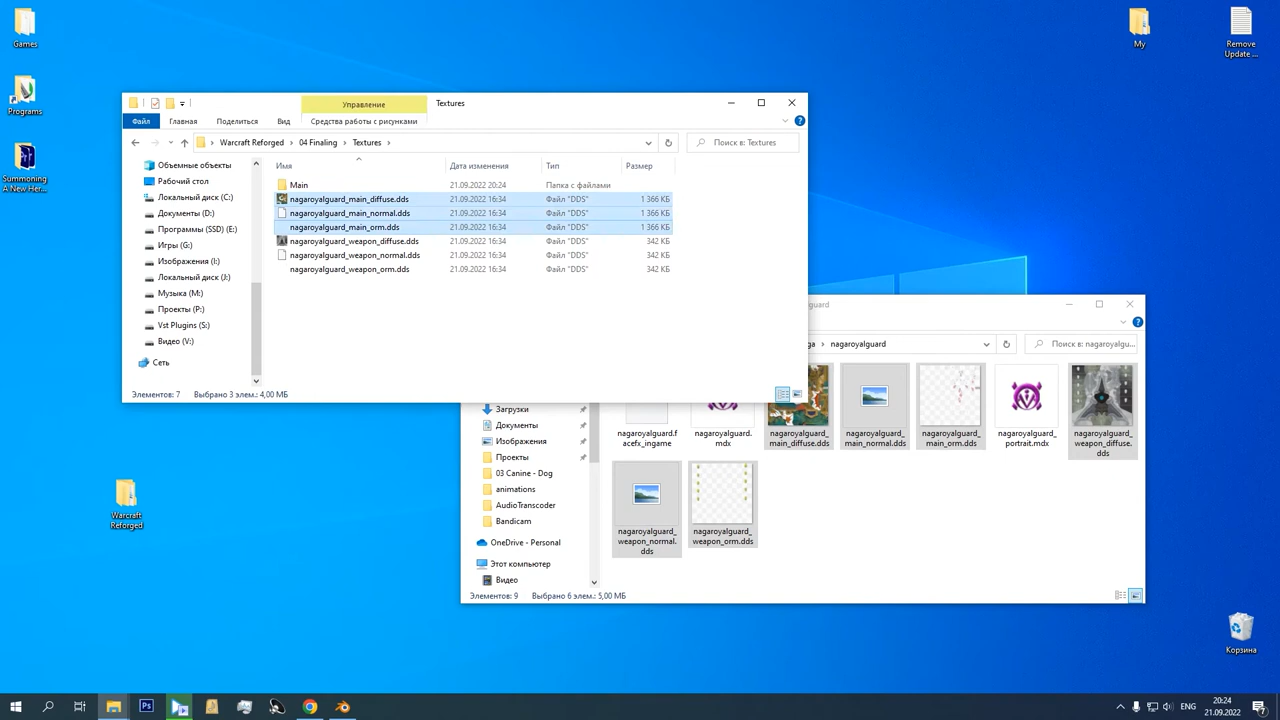 Games
Programs
Summoning
A New Her...
Warcraft
Reforged
My
Remove
Update ...
Корзина
Управление
Textures
Файл
Главная
Поделиться
Вид
Средства работы с рисунками
Warcraft Reforged
04 Finaling
Textures
Поиск в: Textures
Имя
Дата изменения
Тип
Размер
Объемные объекты
Рабочий стол
Локальный диск (C:)
Документы (D:)
Программы (SSD) (E:)
Игры (G:)
Изображения (I:)
Локальный диск (J:)
Музыка (M:)
Проекты (P:)
Vst Plugins (S:)
Видео (V:)
Сеть
Main 21.09.2022 20:24 Папка с файлами
nagaroyalguard_main_diffuse.dds 21.09.2022 16:34 Файл "DDS" 1 366 КБ
nagaroyalguard_main_normal.dds 21.09.2022 16:34 Файл "DDS" 1 366 КБ
nagaroyalguard_main_orm.dds 21.09.2022 16:34 Файл "DDS" 1 366 КБ
nagaroyalguard_weapon_diffuse.dds 21.09.2022 16:34 Файл "DDS" 342 КБ
nagaroyalguard_weapon_normal.dds 21.09.2022 16:34 Файл "DDS" 342 КБ
nagaroyalguard_weapon_orm.dds 21.09.2022 16:34 Файл "DDS" 342 КБ
Элементов: 7 Выбрано 3 элем.: 4,00 МБ
nagaroyalguard
Поиск в: nagaroyalgu...
Загрузки
Документы
Изображения
Проекты
03 Canine - Dog
animations
AudioTranscoder
Bandicam
OneDrive - Personal
Этот компьютер
Видео
nagaroyalguard.f
acefx_ingame
nagaroyalguard.
mdx
nagaroyalguard_
main_diffuse.dds
nagaroyalguard_
main_normal.dds
nagaroyalguard_
main_orm.dds
nagaroyalguard_
portrait.mdx
nagaroyalguard_
weapon_diffuse.
dds
nagaroyalguard_
weapon_normal.
dds
nagaroyalguard_
weapon_orm.dds
Элементов: 9 Выбрано 6 элем.: 5,00 МБ
Ps
ENG
20:24
21.09.2022